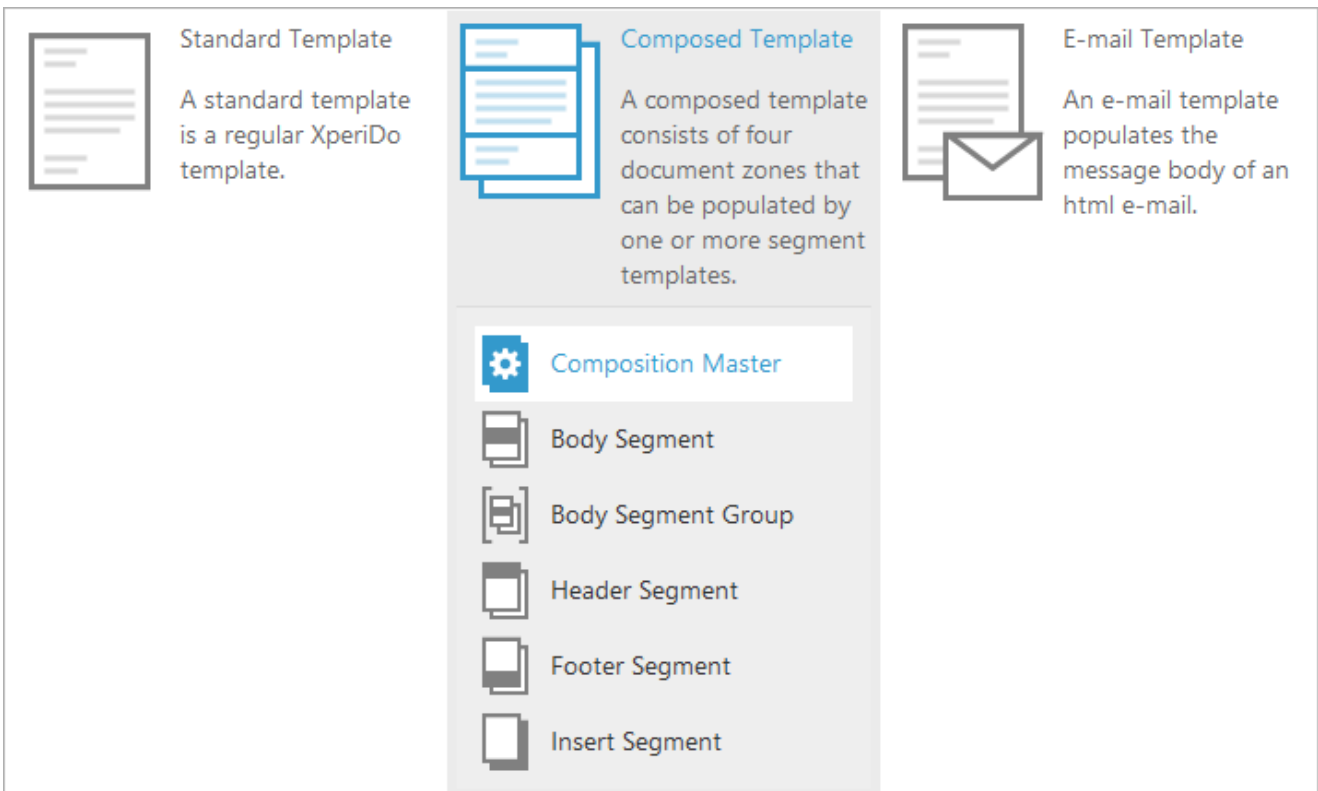 Standard Template
A standard template
is a regular XperiDo
template.
Composed Template
A composed template
consists of four
document zones that
can be populated by
one or more segment
templates.
Composition Master
Body Segment
Body Segment Group
Header Segment
Footer Segment
Insert Segment
E-mail Template
An e-mail template
populates the
message body of an
html e-mail.